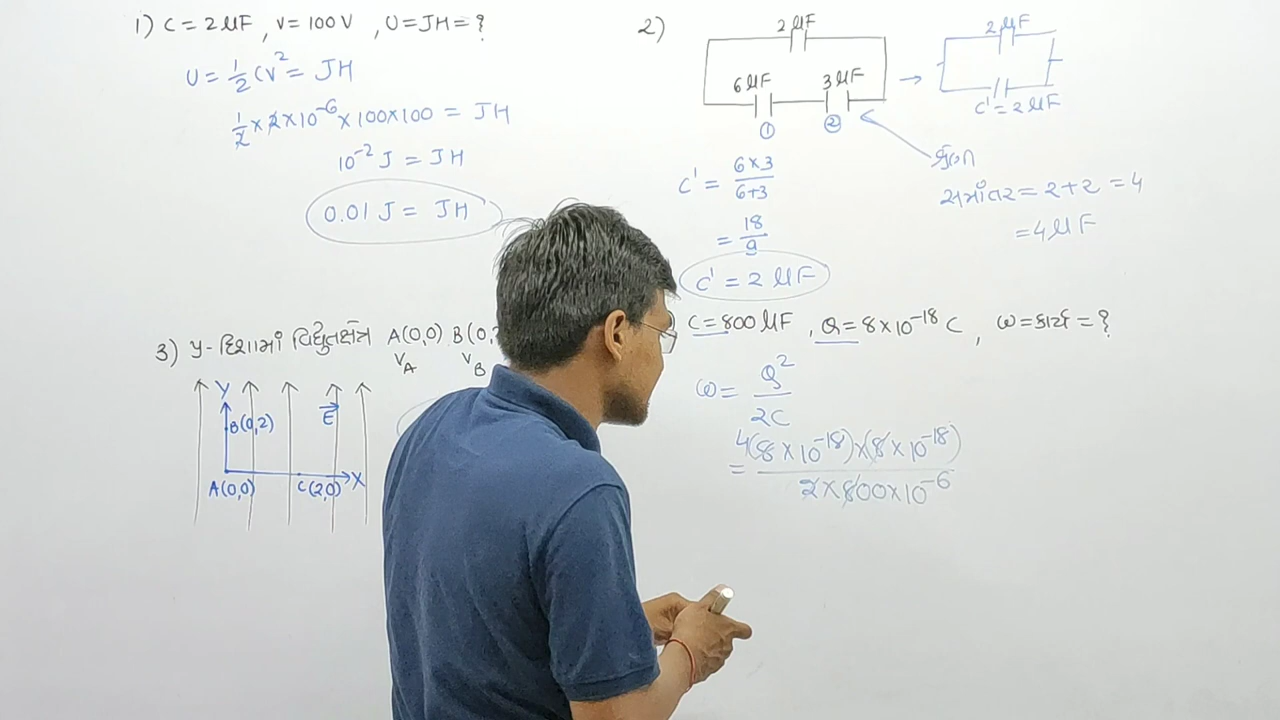 1) C = 2 μF , V = 100 V , U = JH = ?
U = 1/2 CV² = JH
1/2 × 2 × 10⁻⁶ × 100 × 100 = JH
10⁻² J = JH
0.01 J = JH
2)
2 μF
6 μF 3 μF
① ②
→
2 μF
C' = 2 μF
C' = 6×3/6+3
= 18/9
C' = 2 μF
શ્રેણી
સમાંતર = 2+2 = 4
= 4 μF
3) y - દિશામાં વિદ્યુતક્ષેત્ર A(0,0) B(0,
V_A V_B
Y
B(0,2)
E⃗
A(0,0) C(2,0) X
C = 800 μF , Q = 8×10⁻¹⁸ C , ω = કાર્ય = ?
ω = Q²/2C
= 4(8 × 10⁻¹⁸)×(8 × 10⁻¹⁸)/2×800×10⁻⁶